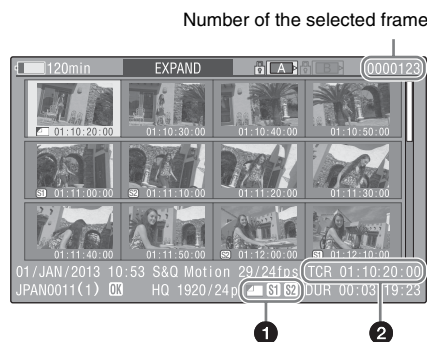 Number of the selected frame
120min EXPAND A B 0000123
01:10:20:00 01:10:30:00 01:10:40:00 01:10:50:00
S1 01:11:00:00 S2 01:11:10:00 01:11:20:00 01:11:30:00
01:11:40:00 01:11:50:00 S2 01:12:00:00 S1 01:12:10:00
01/JAN/2013 10:53 S&Q Motion 29/24fps TCR 01:10:20:00
JPAN0011(1) OK HQ 1920/24p S1 S2 DUR 00:03:19:23
1 2